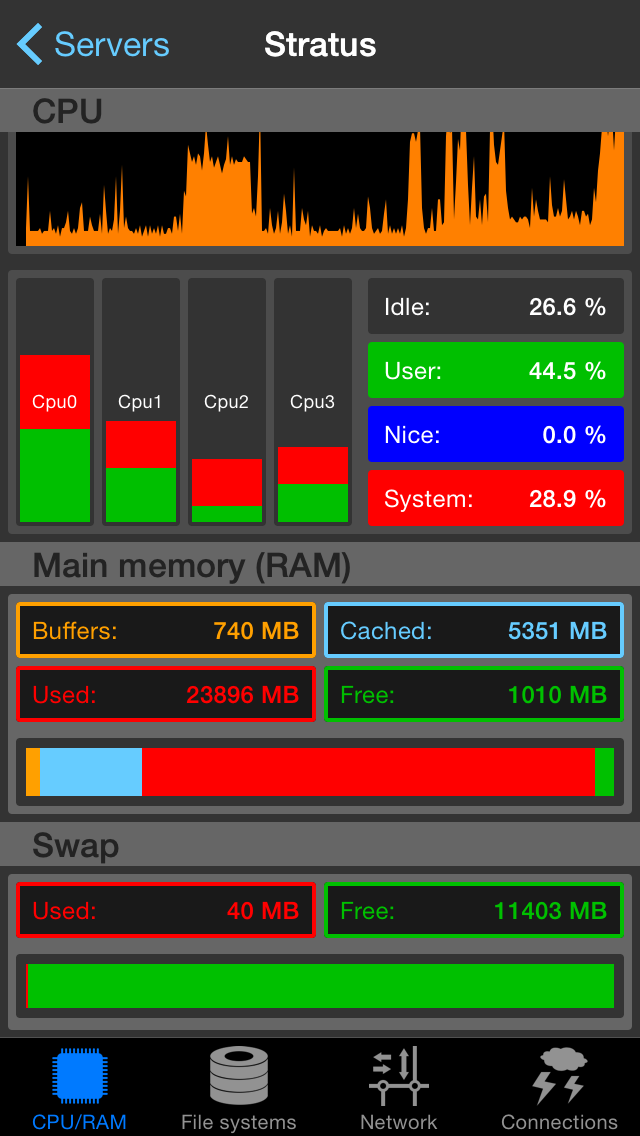 Servers
Stratus
CPU
Cpu0 Cpu1 Cpu2 Cpu3
Idle: 26.6 %
User: 44.5 %
Nice: 0.0 %
System: 28.9 %
Main memory (RAM)
Buffers: 740 MB Cached: 5351 MB
Used: 23896 MB Free: 1010 MB
Swap
Used: 40 MB Free: 11403 MB
CPU/RAM File systems Network Connections